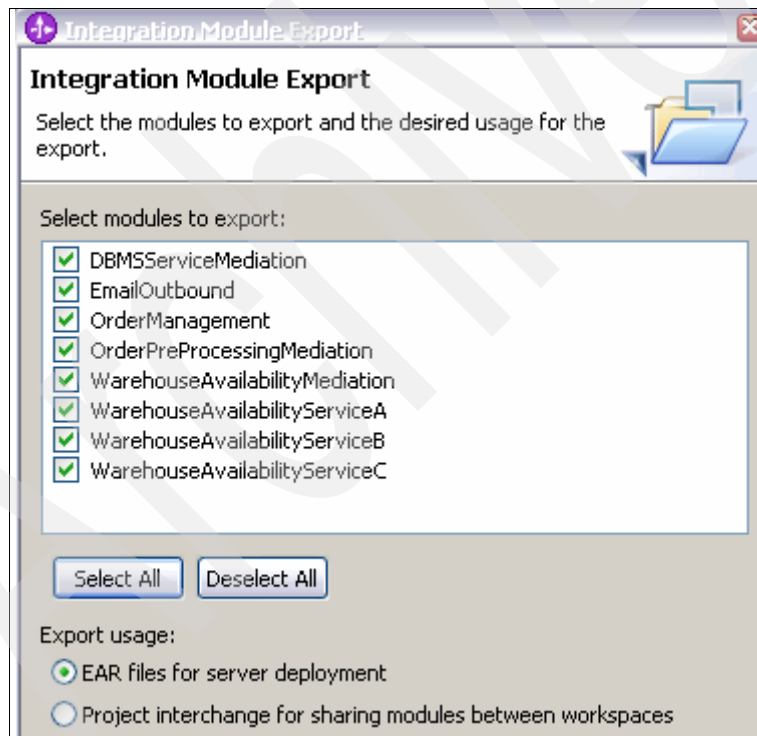 Integration Module Export
Integration Module Export
Select the modules to export and the desired usage for the
export.
Select modules to export:
DBMSServiceMediation
EmailOutbound
OrderManagement
OrderPreProcessingMediation
WarehouseAvailabilityMediation
WarehouseAvailabilityServiceA
WarehouseAvailabilityServiceB
WarehouseAvailabilityServiceC
Select All
Deselect All
Export usage:
EAR files for server deployment
Project interchange for sharing modules between workspaces